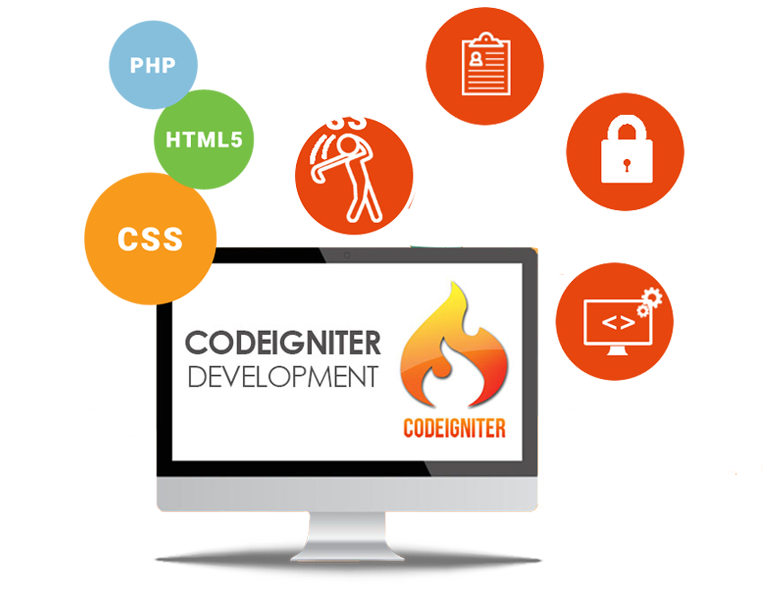 PHP
HTML5
CSS
CODEIGNITER
DEVELOPMENT
CODEIGNITER
<>